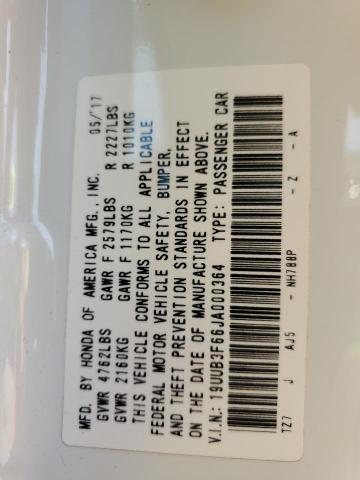 MFD. BY HONDA OF AMERICA MFG., INC. 05/'17
GVWR 4762LBS GAWR F 2579LBS R 2227LBS
GVWR 2160KG GAWR F 1170KG R 1010KG
THIS VEHICLE CONFORMS TO ALL APPLICABLE
FEDERAL MOTOR VEHICLE SAFETY, BUMPER,
AND THEFT PREVENTION STANDARDS IN EFFECT
ON THE DATE OF MANUFACTURE SHOWN ABOVE.
V.I.N.: 19UUB3F66JA000364 TYPE: PASSENGER CAR
TZ7 J AJ5 - NH788P - Z - A